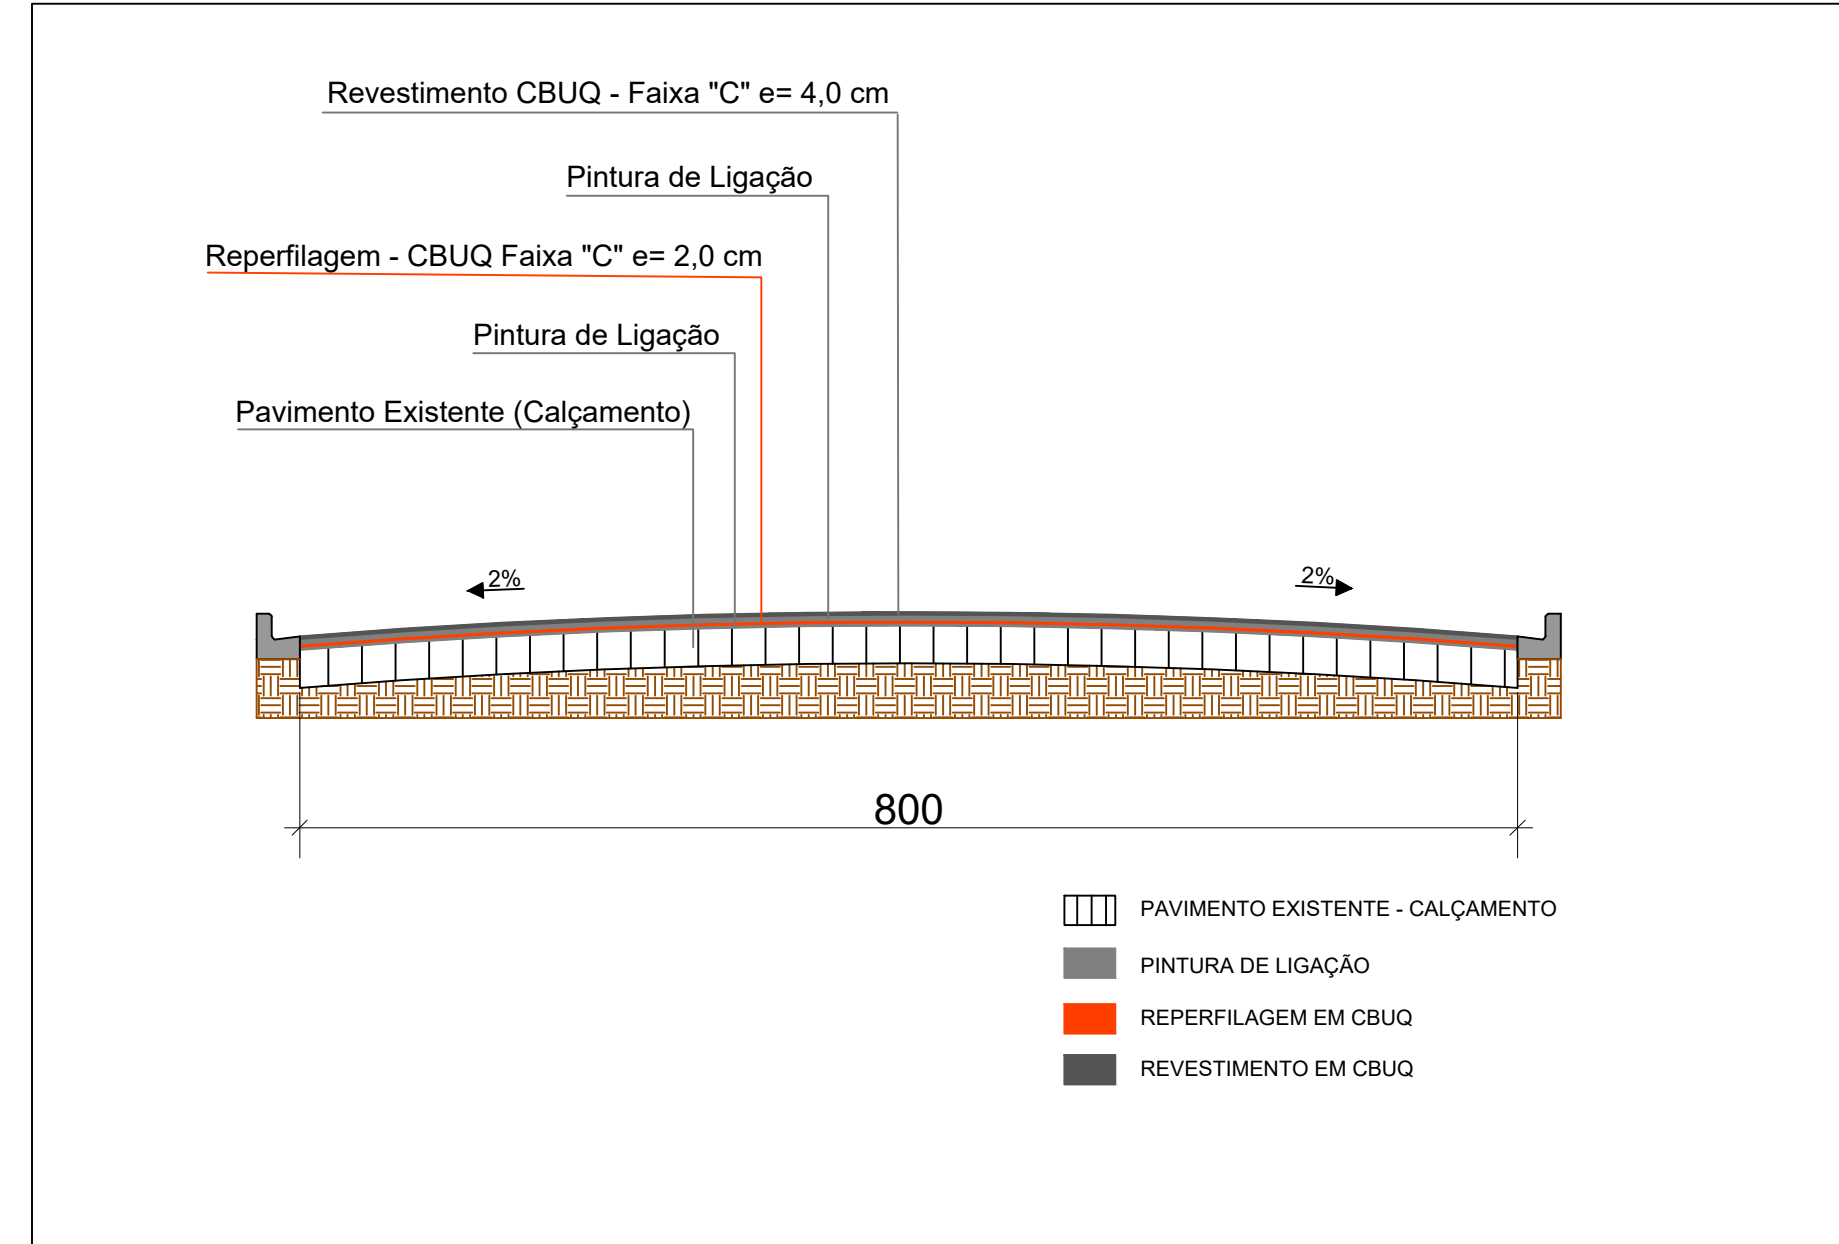 Revestimento CBUQ - Faixa "C" e= 4,0 cm
Pintura de Ligação
Reperfilagem - CBUQ Faixa "C" e= 2,0 cm
Pintura de Ligação
Pavimento Existente (Calçamento)
2%
2%
800
PAVIMENTO EXISTENTE - CALÇAMENTO
PINTURA DE LIGAÇÃO
REPERFILAGEM EM CBUQ
REVESTIMENTO EM CBUQ